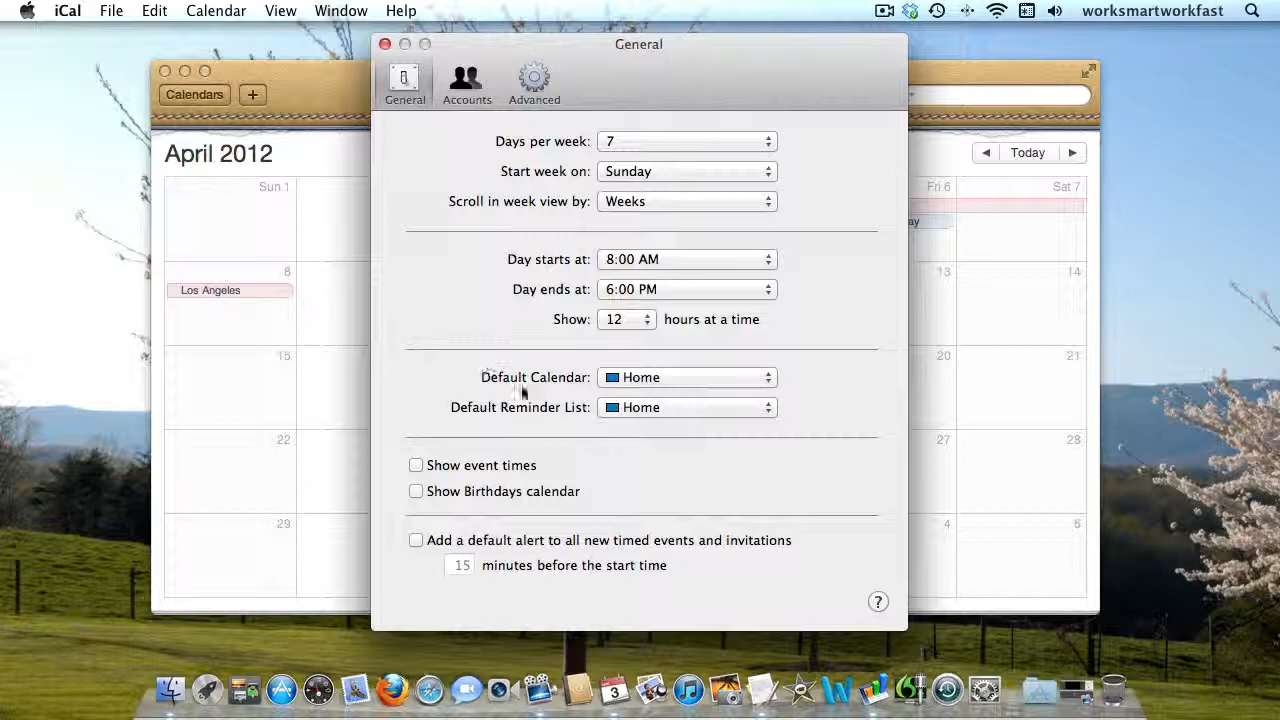 iCal File Edit View Window Help worksmartworkfast
General
Calendars +
General Accounts Advanced
April 2012
Today
Sun 1 Fri 6 Sat 7
ay
8 13 14
Los Angeles
15 20 21
22 27 28
29 4 5
Days per week: 7
Start week on: Sunday
Scroll in week view by: Weeks
Day starts at: 8:00 AM
Day ends at: 6:00 PM
Show: 12 hours at a time
Default Calendar: Home
Default Reminder List: Home
Show event times
Show Birthdays calendar
Add a default alert to all new timed events and invitations
15 minutes before the start time
?
3